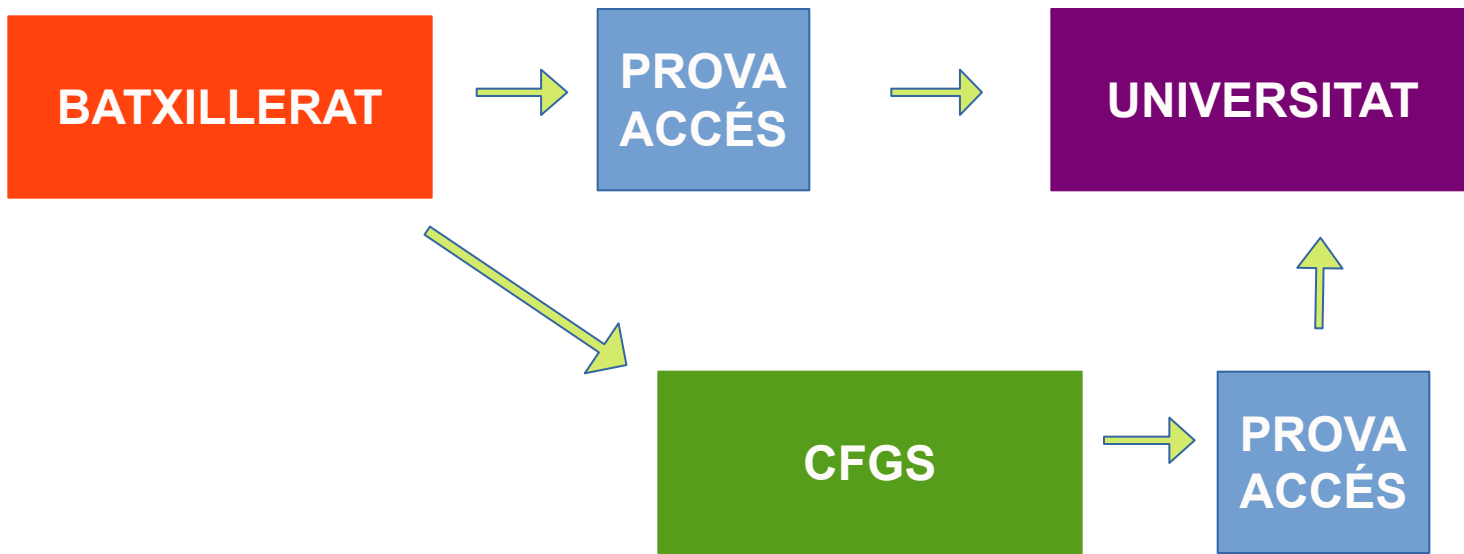 BATXILLERAT
PROVA
ACCÉS
UNIVERSITAT
CFGS
PROVA
ACCÉS